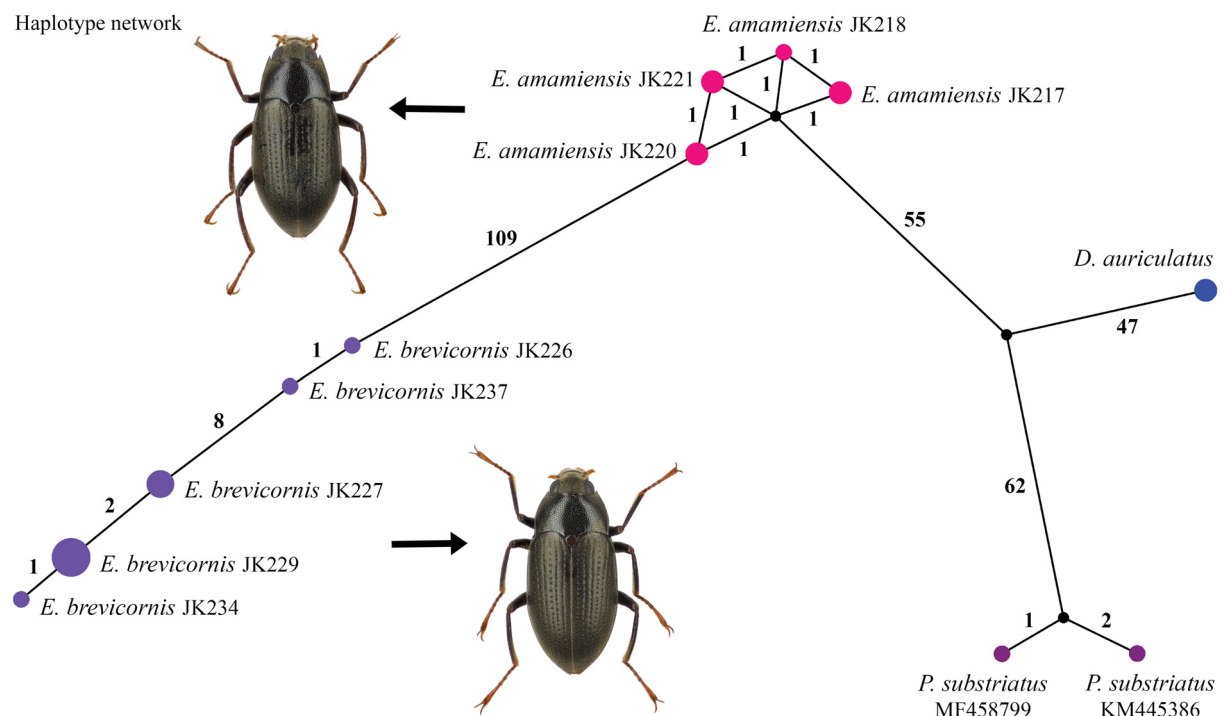 Haplotype network
E. amamiensis JK218
1
1
E. amamiensis JK221
1
E. amamiensis JK217
1
1
1
E. amamiensis JK220
1
55
109
D. auriculatus
47
1
E. brevicornis JK226
E. brevicornis JK237
8
62
E. brevicornis JK227
2
1
E. brevicornis JK229
E. brevicornis JK234
1
2
P. substriatus
MF458799
P. substriatus
KM445386